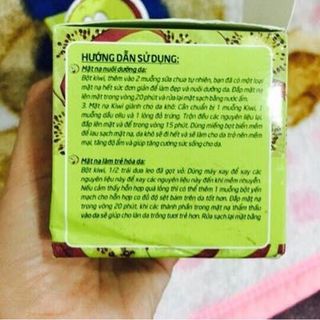 HƯỚNG DẪN SỬ DỤNG:
Mặt nạ nuôi dưỡng da:
Bột kiwi, thêm vào 2 muỗng sữa chua tự nhiên, bạn đã có một loại
mặt nạ hết sức đơn giản để làm đẹp và nuôi dưỡng da. Đắp mặt nạ
lên mặt trong vòng 20 phút và rửa lại mặt sạch bằng nước ấm.
3. Mặt nạ Kiwi giành cho da khô: Cần chuẩn bị 1 muỗng Kiwi, 1
muỗng dầu oliu và 1 lòng đỏ trứng. Trộn đều các nguyên liệu lại,
đắp lên mặt và để trong vòng 15 phút. Dùng miếng bọt biển mềm
để lau sạch mặt nạ, da khô sẽ đi hết và sẽ làm cho da trở nên mềm
mại, tăng độ ẩm và giúp tăng cường sức sống cho da.
Mặt nạ làm trẻ hóa da:
Bột kiwi, 1/2 trái dưa leo đã gọt vỏ: Dùng máy xay để xay các
nguyên liệu này để xay các nguyên liệu này đến khi mềm nhuyễn.
Nếu cảm thấy hỗn hợp quá lỏng thì có thể thêm 1 muỗng bột yến
mạch cho hỗn hợp có đủ độ sệt bám trên da tốt hơn. Đắp mặt nạ
trong vòng 20 phút, khi các thành phần trong mặt nạ thẩm thấu
vào da sẽ giúp cho làn da trông tươi trẻ hơn. Rửa sạch lại mặt bằng